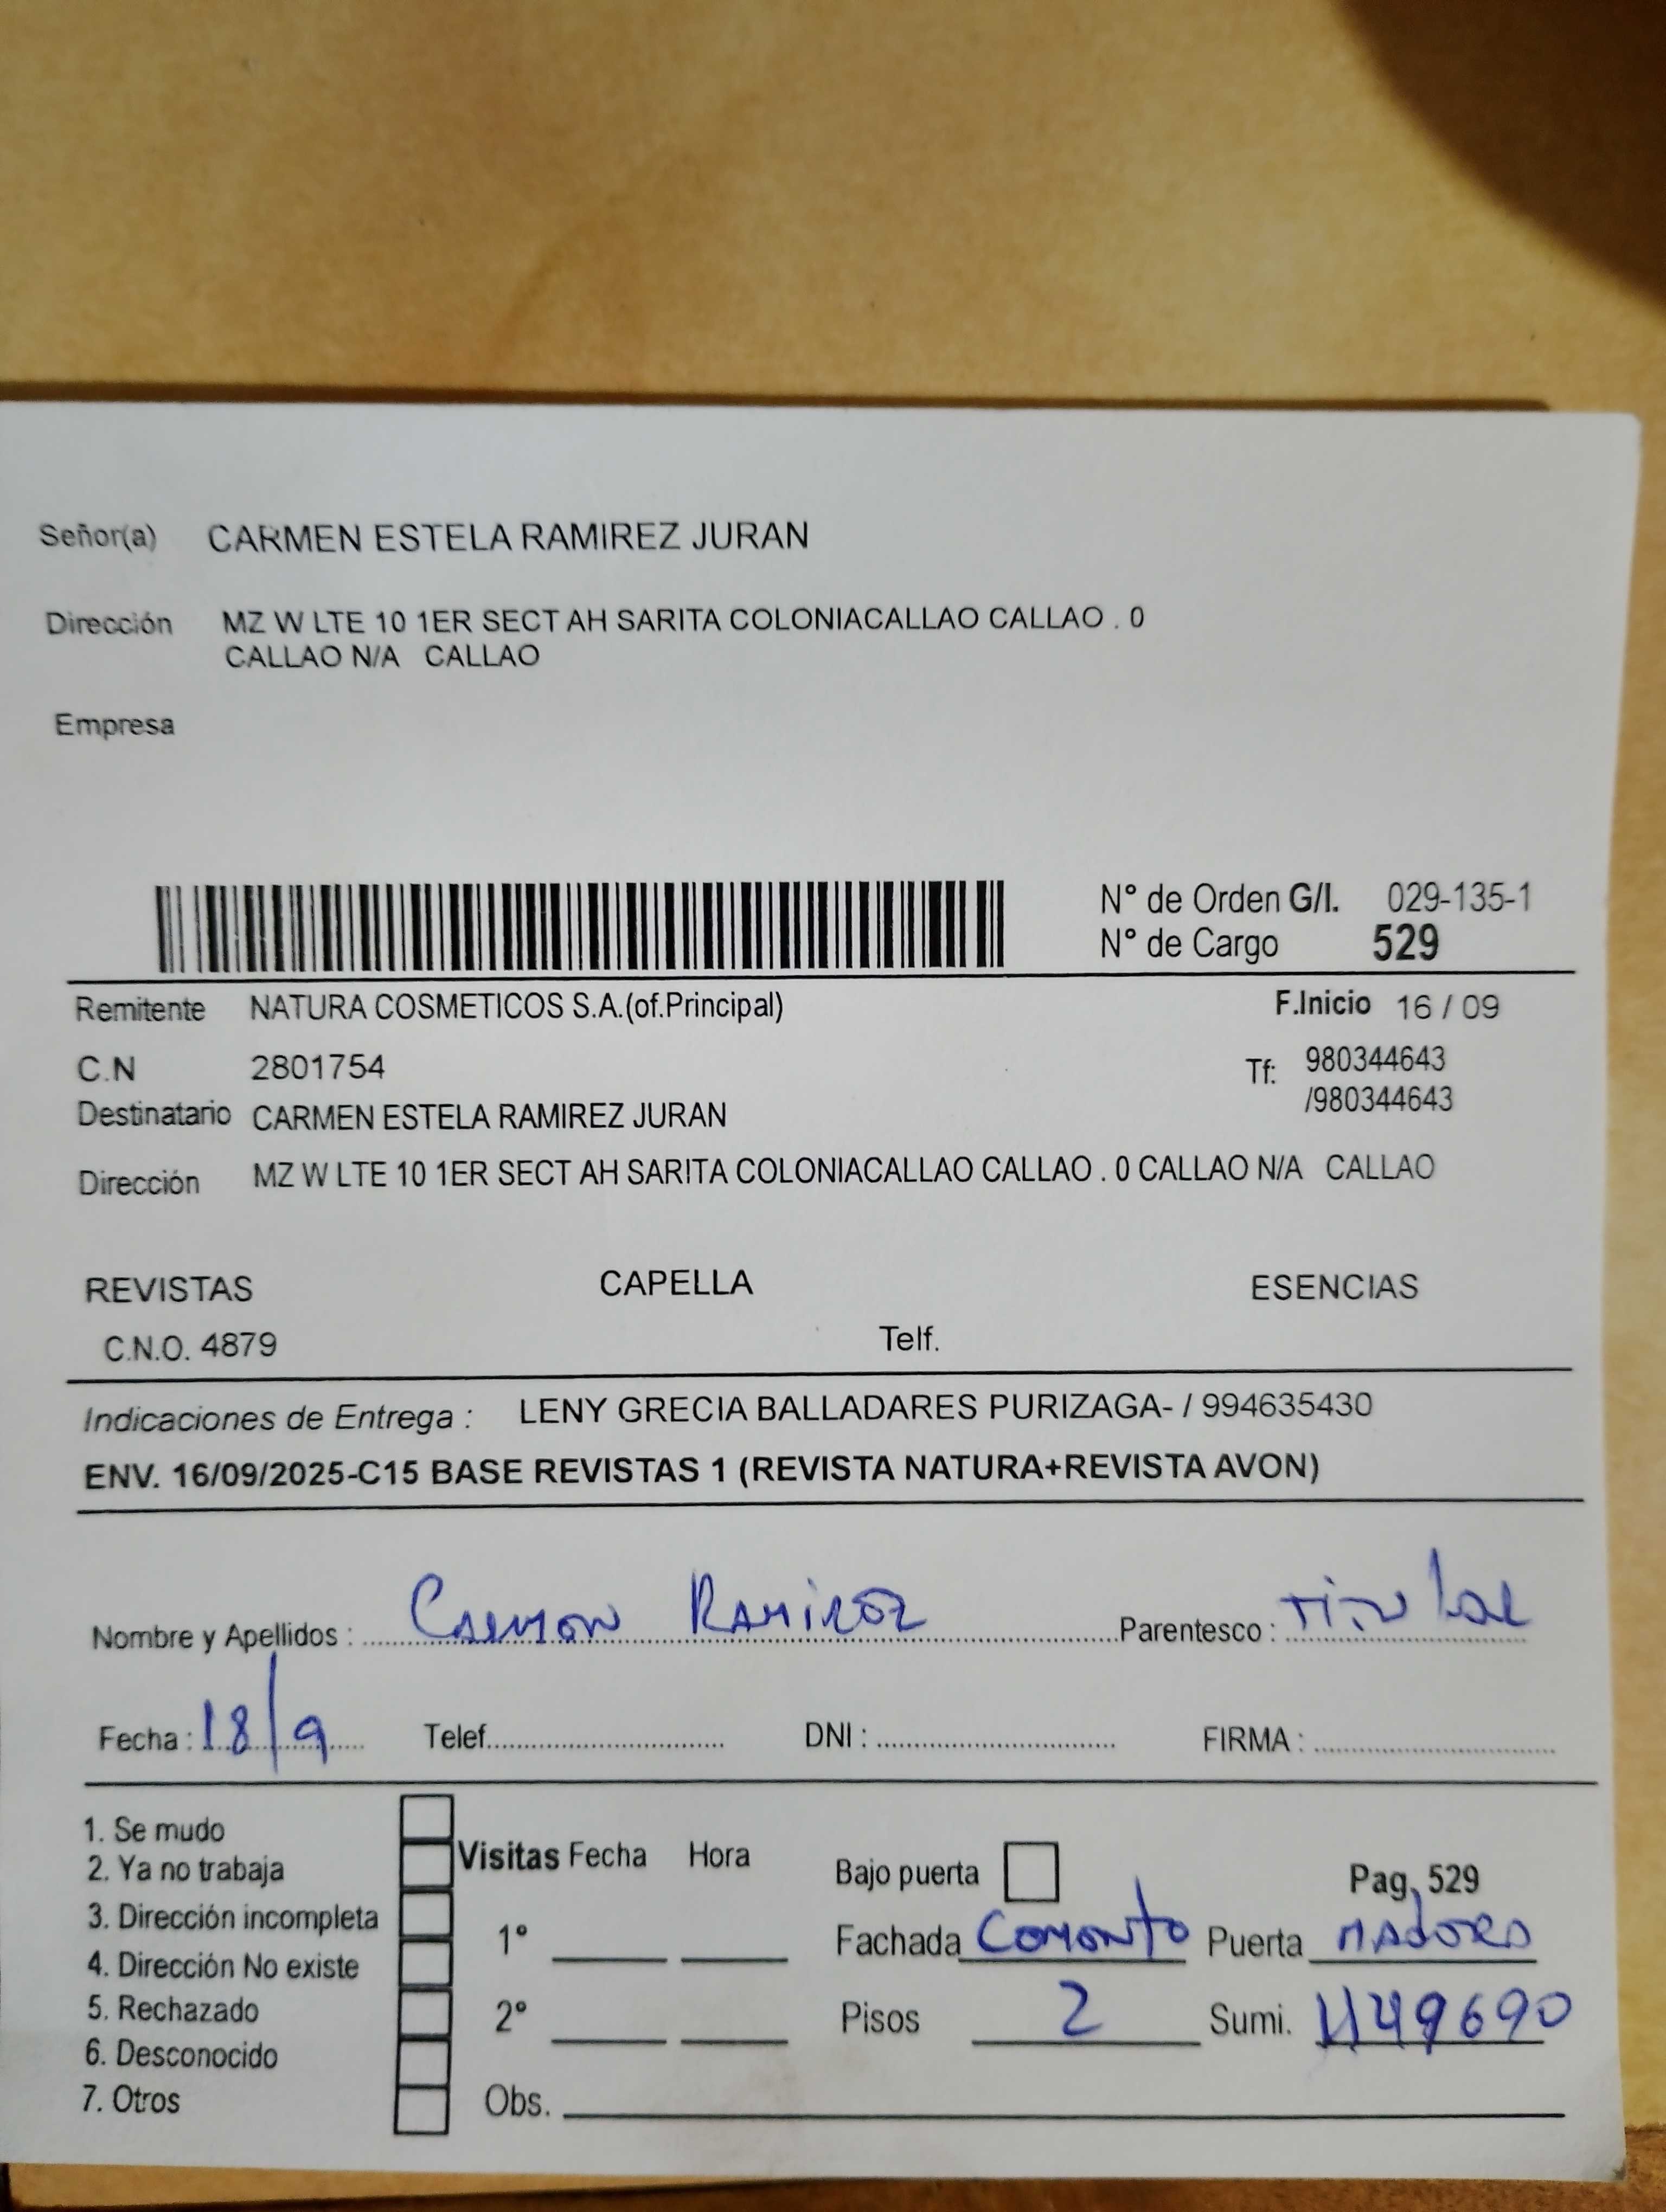 Señor(a) CARMEN ESTELA RAMIREZ JURAN
Dirección MZ W LTE 10 1ER SECT AH SARITA COLONIACALLAO CALLAO . 0
CALLAO N/A CALLAO
Empresa
N° de Orden G/I. 029-135-1
N° de Cargo 529
Remitente NATURA COSMETICOS S.A.(of.Principal) F.Inicio 16 / 09
C.N 2801754 Tf: 980344643
/980344643
Destinatario CARMEN ESTELA RAMIREZ JURAN
Dirección MZ W LTE 10 1ER SECT AH SARITA COLONIACALLAO CALLAO . 0 CALLAO N/A CALLAO
REVISTAS CAPELLA ESENCIAS
C.N.O. 4879 Telf.
Indicaciones de Entrega : LENY GRECIA BALLADARES PURIZAGA- / 994635430
ENV. 16/09/2025-C15 BASE REVISTAS 1 (REVISTA NATURA+REVISTA AVON)
Nombre y Apellidos : Carmen Ramirez Parentesco : Titular
Fecha : 18/9 Telef. DNI : FIRMA :
1. Se mudo
2. Ya no trabaja
3. Dirección incompleta
4. Dirección No existe
5. Rechazado
6. Desconocido
7. Otros
Visitas Fecha Hora
1°
2°
Obs.
Bajo puerta Pag. 529
Fachada Cemento Puerta MADERA
Pisos 2 Sumi. 1149690